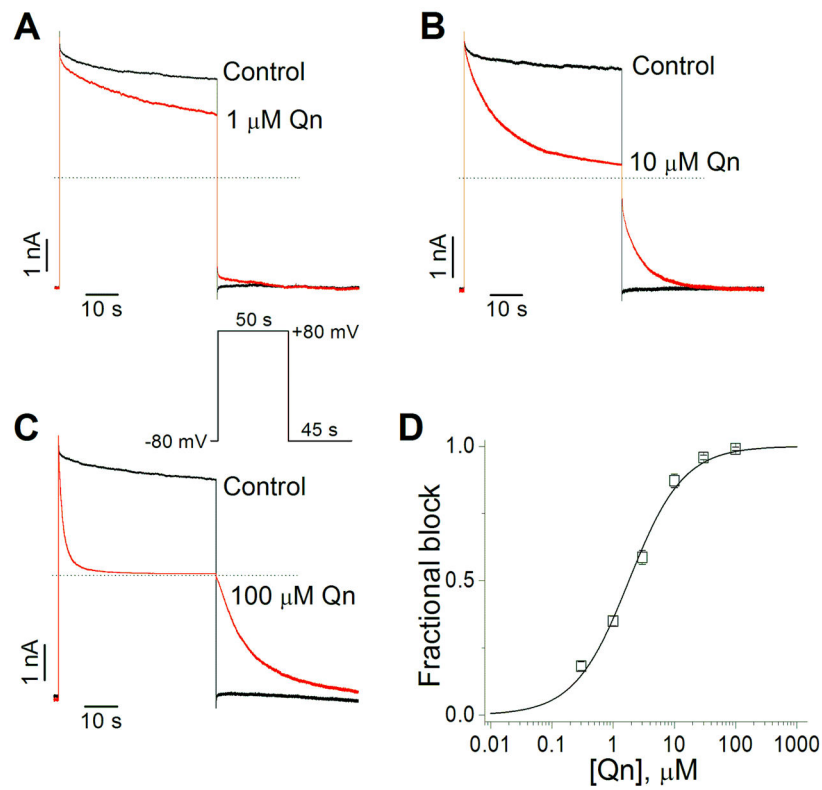 A
Control
1 μM Qn
1 nA
10 s
B
Control
10 μM Qn
1 nA
10 s
50 s
+80 mV
-80 mV
45 s
C
Control
100 μM Qn
1 nA
10 s
D
Fractional block
1.0
0.5
0.0
0.01 0.1 1 10 100 1000
[Qn], μM